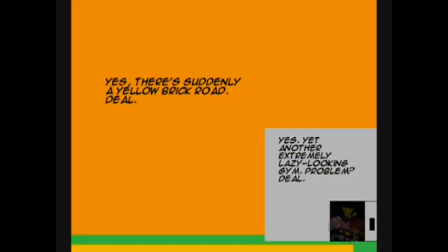 YES, THERE'S SUDDENLY
A YELLOW BRICK ROAD.
DEAL.
YES. YET
ANOTHER
EXTREMELY
LAZY-LOOKING
GYM. PROBLEM?
DEAL.